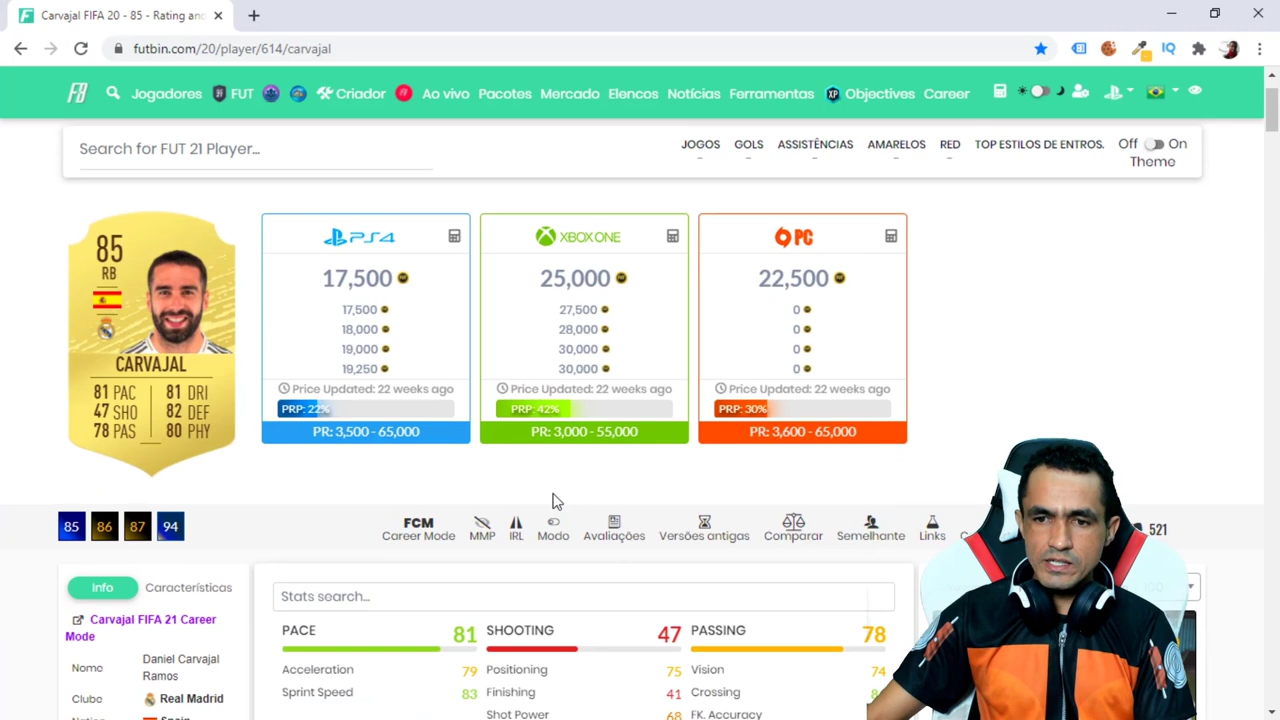 Carvajal FIFA 20 - 85 - Rating and
futbin.com/20/player/614/carvajal
IQ
Jogadores FUT Criador Ao vivo Pacotes Mercado Elencos Notícias Ferramentas XP Objectives Career
Search for FUT 21 Player...
JOGOS GOLS ASSISTÊNCIAS AMARELOS RED TOP ESTILOS DE ENTROS. Off On
- - - - - - Theme
85
RB
CARVAJAL
81 PAC 81 DRI
47 SHO 82 DEF
78 PAS 80 PHY
PS4
17,500
17,500
18,000
19,000
19,250
Price Updated: 22 weeks ago
PRP: 22%
PR: 3,500 - 65,000
XBOX ONE
25,000
27,500
28,000
30,000
30,000
Price Updated: 22 weeks ago
PRP: 42%
PR: 3,000 - 55,000
PC
22,500
0
0
0
0
Price Updated: 22 weeks ago
PRP: 30%
PR: 3,600 - 65,000
85 86 87 94
FCM
Career Mode MMP IRL Modo Avaliações Versões antigas Comparar Semelhante Links
521
Info Características
Carvajal FIFA 21 Career
Mode
Nome Daniel Carvajal
Ramos
Clube Real Madrid
Spain
Stats search...
PACE 81 SHOOTING 47 PASSING 78
Acceleration 79 Positioning 75 Vision 74
Sprint Speed 83 Finishing 41 Crossing
Shot Power 68 FK. Accuracy